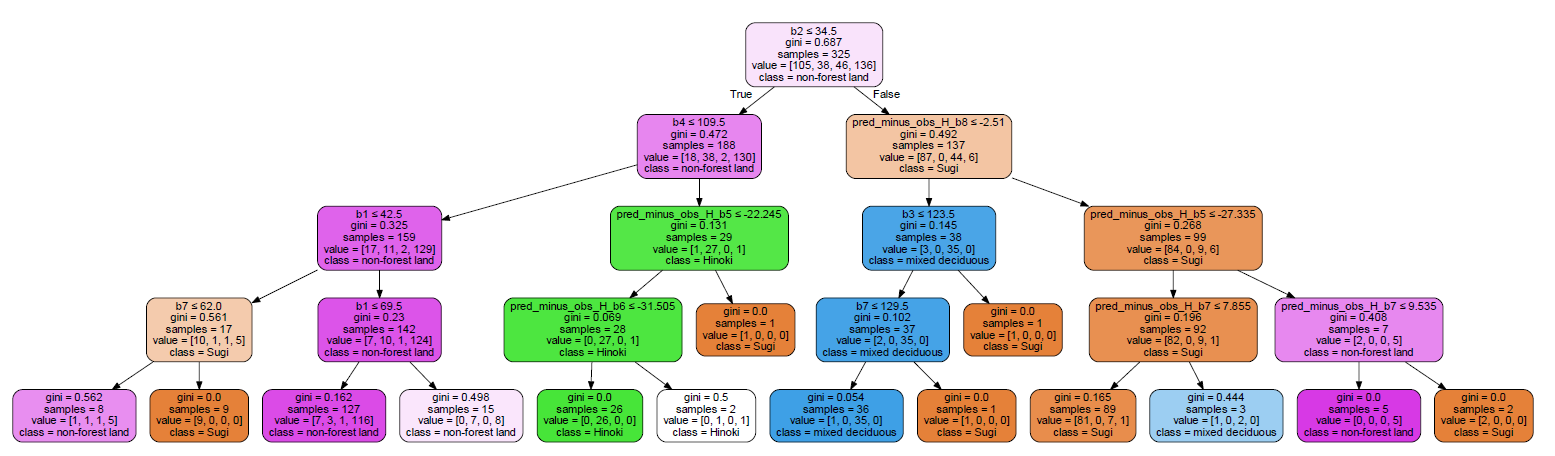 b2 ≤ 34.5
gini = 0.687
samples = 325
value = [105, 38, 46, 136]
class = non-forest land
True
False
b4 ≤ 109.5
gini = 0.472
samples = 188
value = [18, 38, 2, 130]
class = non-forest land
pred_minus_obs_H_b8 ≤ -2.51
gini = 0.492
samples = 137
value = [87, 0, 44, 6]
class = Sugi
b1 ≤ 42.5
gini = 0.325
samples = 159
value = [17, 11, 2, 129]
class = non-forest land
pred_minus_obs_H_b5 ≤ -22.245
gini = 0.131
samples = 29
value = [1, 27, 0, 1]
class = Hinoki
b3 ≤ 123.5
gini = 0.145
samples = 38
value = [3, 0, 35, 0]
class = mixed deciduous
pred_minus_obs_H_b5 ≤ -27.335
gini = 0.268
samples = 99
value = [84, 0, 9, 6]
class = Sugi
b7 ≤ 62.0
gini = 0.561
samples = 17
value = [10, 1, 1, 5]
class = Sugi
b1 ≤ 69.5
gini = 0.23
samples = 142
value = [7, 10, 1, 124]
class = non-forest land
pred_minus_obs_H_b6 ≤ -31.505
gini = 0.069
samples = 28
value = [0, 27, 0, 1]
class = Hinoki
gini = 0.0
samples = 1
value = [1, 0, 0, 0]
class = Sugi
b7 ≤ 129.5
gini = 0.102
samples = 37
value = [2, 0, 35, 0]
class = mixed deciduous
gini = 0.0
samples = 1
value = [1, 0, 0, 0]
class = Sugi
pred_minus_obs_H_b7 ≤ 7.855
gini = 0.196
samples = 92
value = [82, 0, 9, 1]
class = Sugi
pred_minus_obs_H_b7 ≤ 9.535
gini = 0.408
samples = 7
value = [2, 0, 0, 5]
class = non-forest land
gini = 0.562
samples = 8
value = [1, 1, 1, 5]
class = non-forest land
gini = 0.0
samples = 9
value = [9, 0, 0, 0]
class = Sugi
gini = 0.162
samples = 127
value = [7, 3, 1, 116]
class = non-forest land
gini = 0.498
samples = 15
value = [0, 7, 0, 8]
class = non-forest land
gini = 0.0
samples = 26
value = [0, 26, 0, 0]
class = Hinoki
gini = 0.5
samples = 2
value = [0, 1, 0, 1]
class = Hinoki
gini = 0.054
samples = 36
value = [1, 0, 35, 0]
class = mixed deciduous
gini = 0.0
samples = 1
value = [1, 0, 0, 0]
class = Sugi
gini = 0.165
samples = 89
value = [81, 0, 7, 1]
class = Sugi
gini = 0.444
samples = 3
value = [1, 0, 2, 0]
class = mixed deciduous
gini = 0.0
samples = 5
value = [0, 0, 0, 5]
class = non-forest land
gini = 0.0
samples = 2
value = [2, 0, 0, 0]
class = Sugi